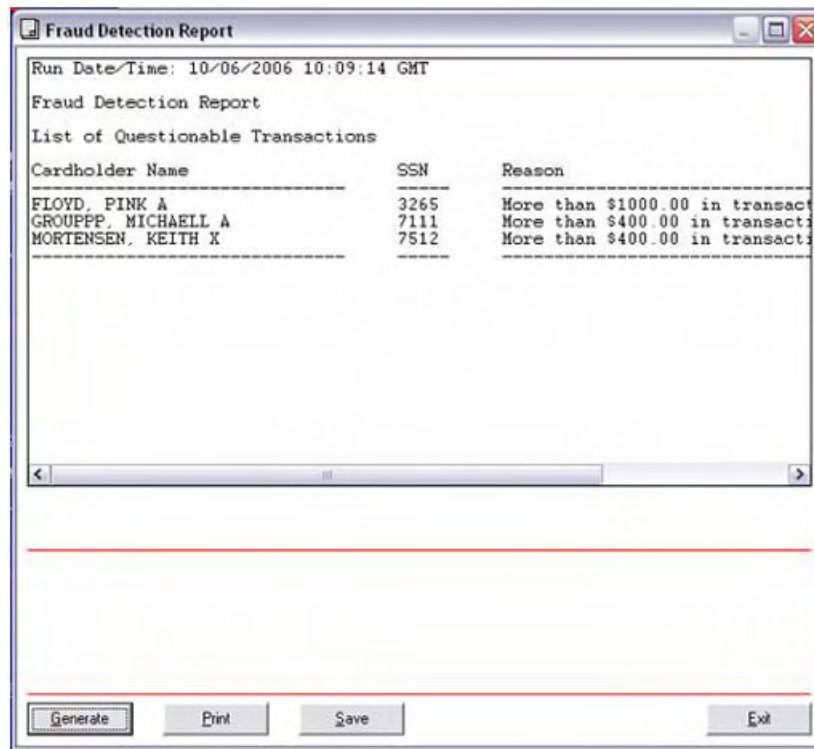 Fraud Detection Report
Run Date/Time: 10/06/2006 10:09:14 GMT
Fraud Detection Report
List of Questionable Transactions
Cardholder Name SSN Reason
------------------------------ ----- ------------------------------
FLOYD, PINK A 3265 More than $1000.00 in transact
GROUPPP, MICHAELL A 7111 More than $400.00 in transacti
MORTENSEN, KEITH X 7512 More than $400.00 in transacti
------------------------------ ----- ------------------------------
Generate Print Save Exit